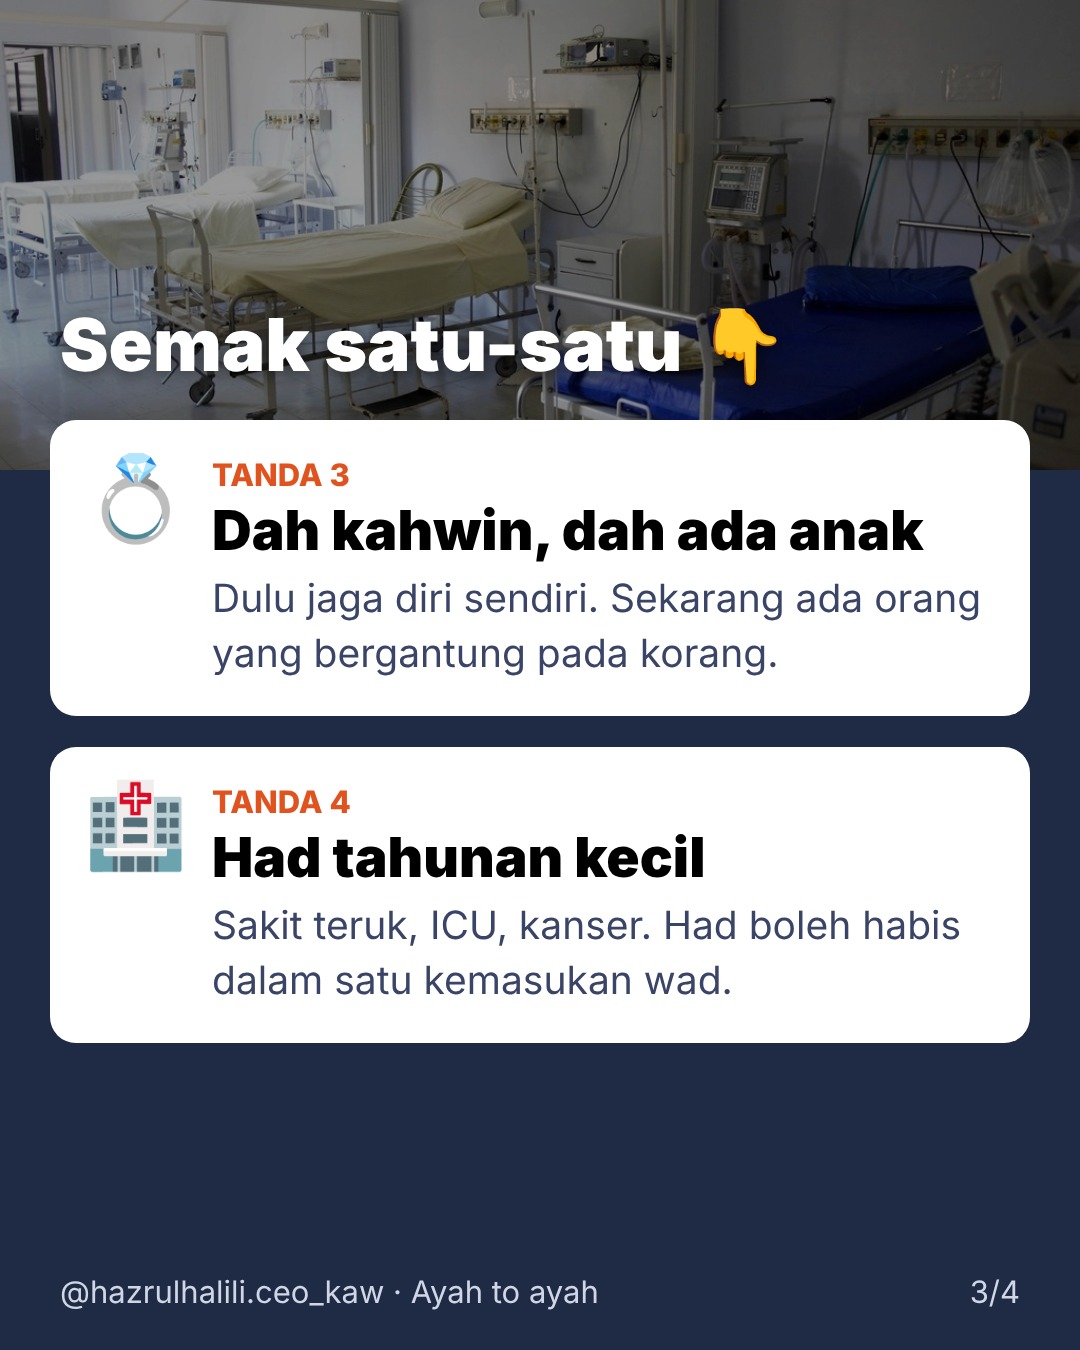 Semak satu-satu 👇
TANDA 3
Dah kahwin, dah ada anak
Dulu jaga diri sendiri. Sekarang ada orang
yang bergantung pada korang.
TANDA 4
Had tahunan kecil
Sakit teruk, ICU, kanser. Had boleh habis
dalam satu kemasukan wad.
@hazrulhalili.ceo_kaw · Ayah to ayah
3/4